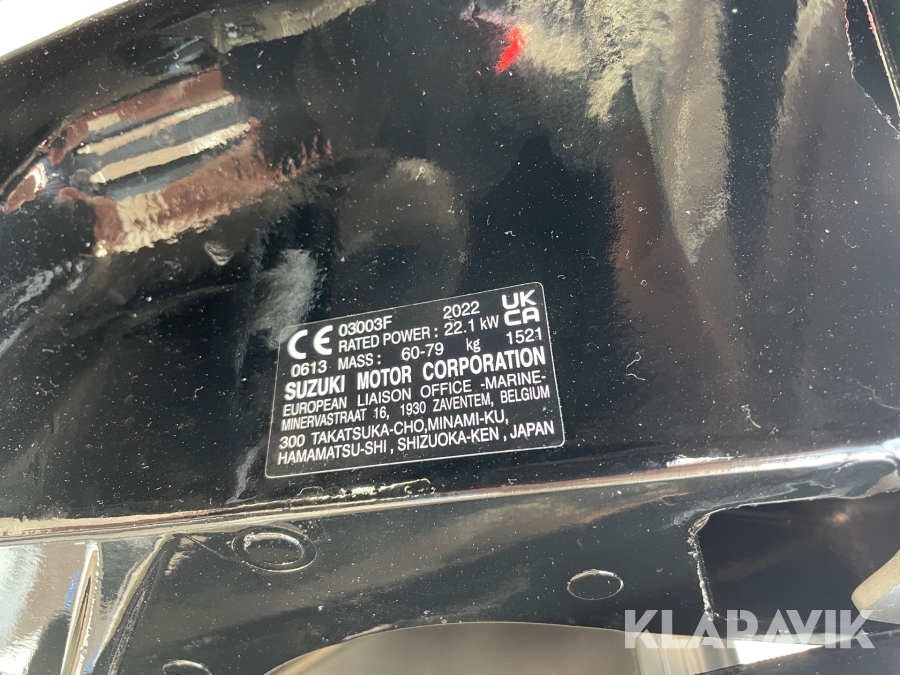 CE 03003F 2022 UK CA
RATED POWER : 22.1 kW
0613 MASS : 60-79 kg 1521
SUZUKI MOTOR CORPORATION
EUROPEAN LIAISON OFFICE -MARINE-
MINERVASTRAAT 16, 1930 ZAVENTEM, BELGIUM
300 TAKATSUKA-CHO,MINAMI-KU,
HAMAMATSU-SHI , SHIZUOKA-KEN , JAPAN
KLARAVIK